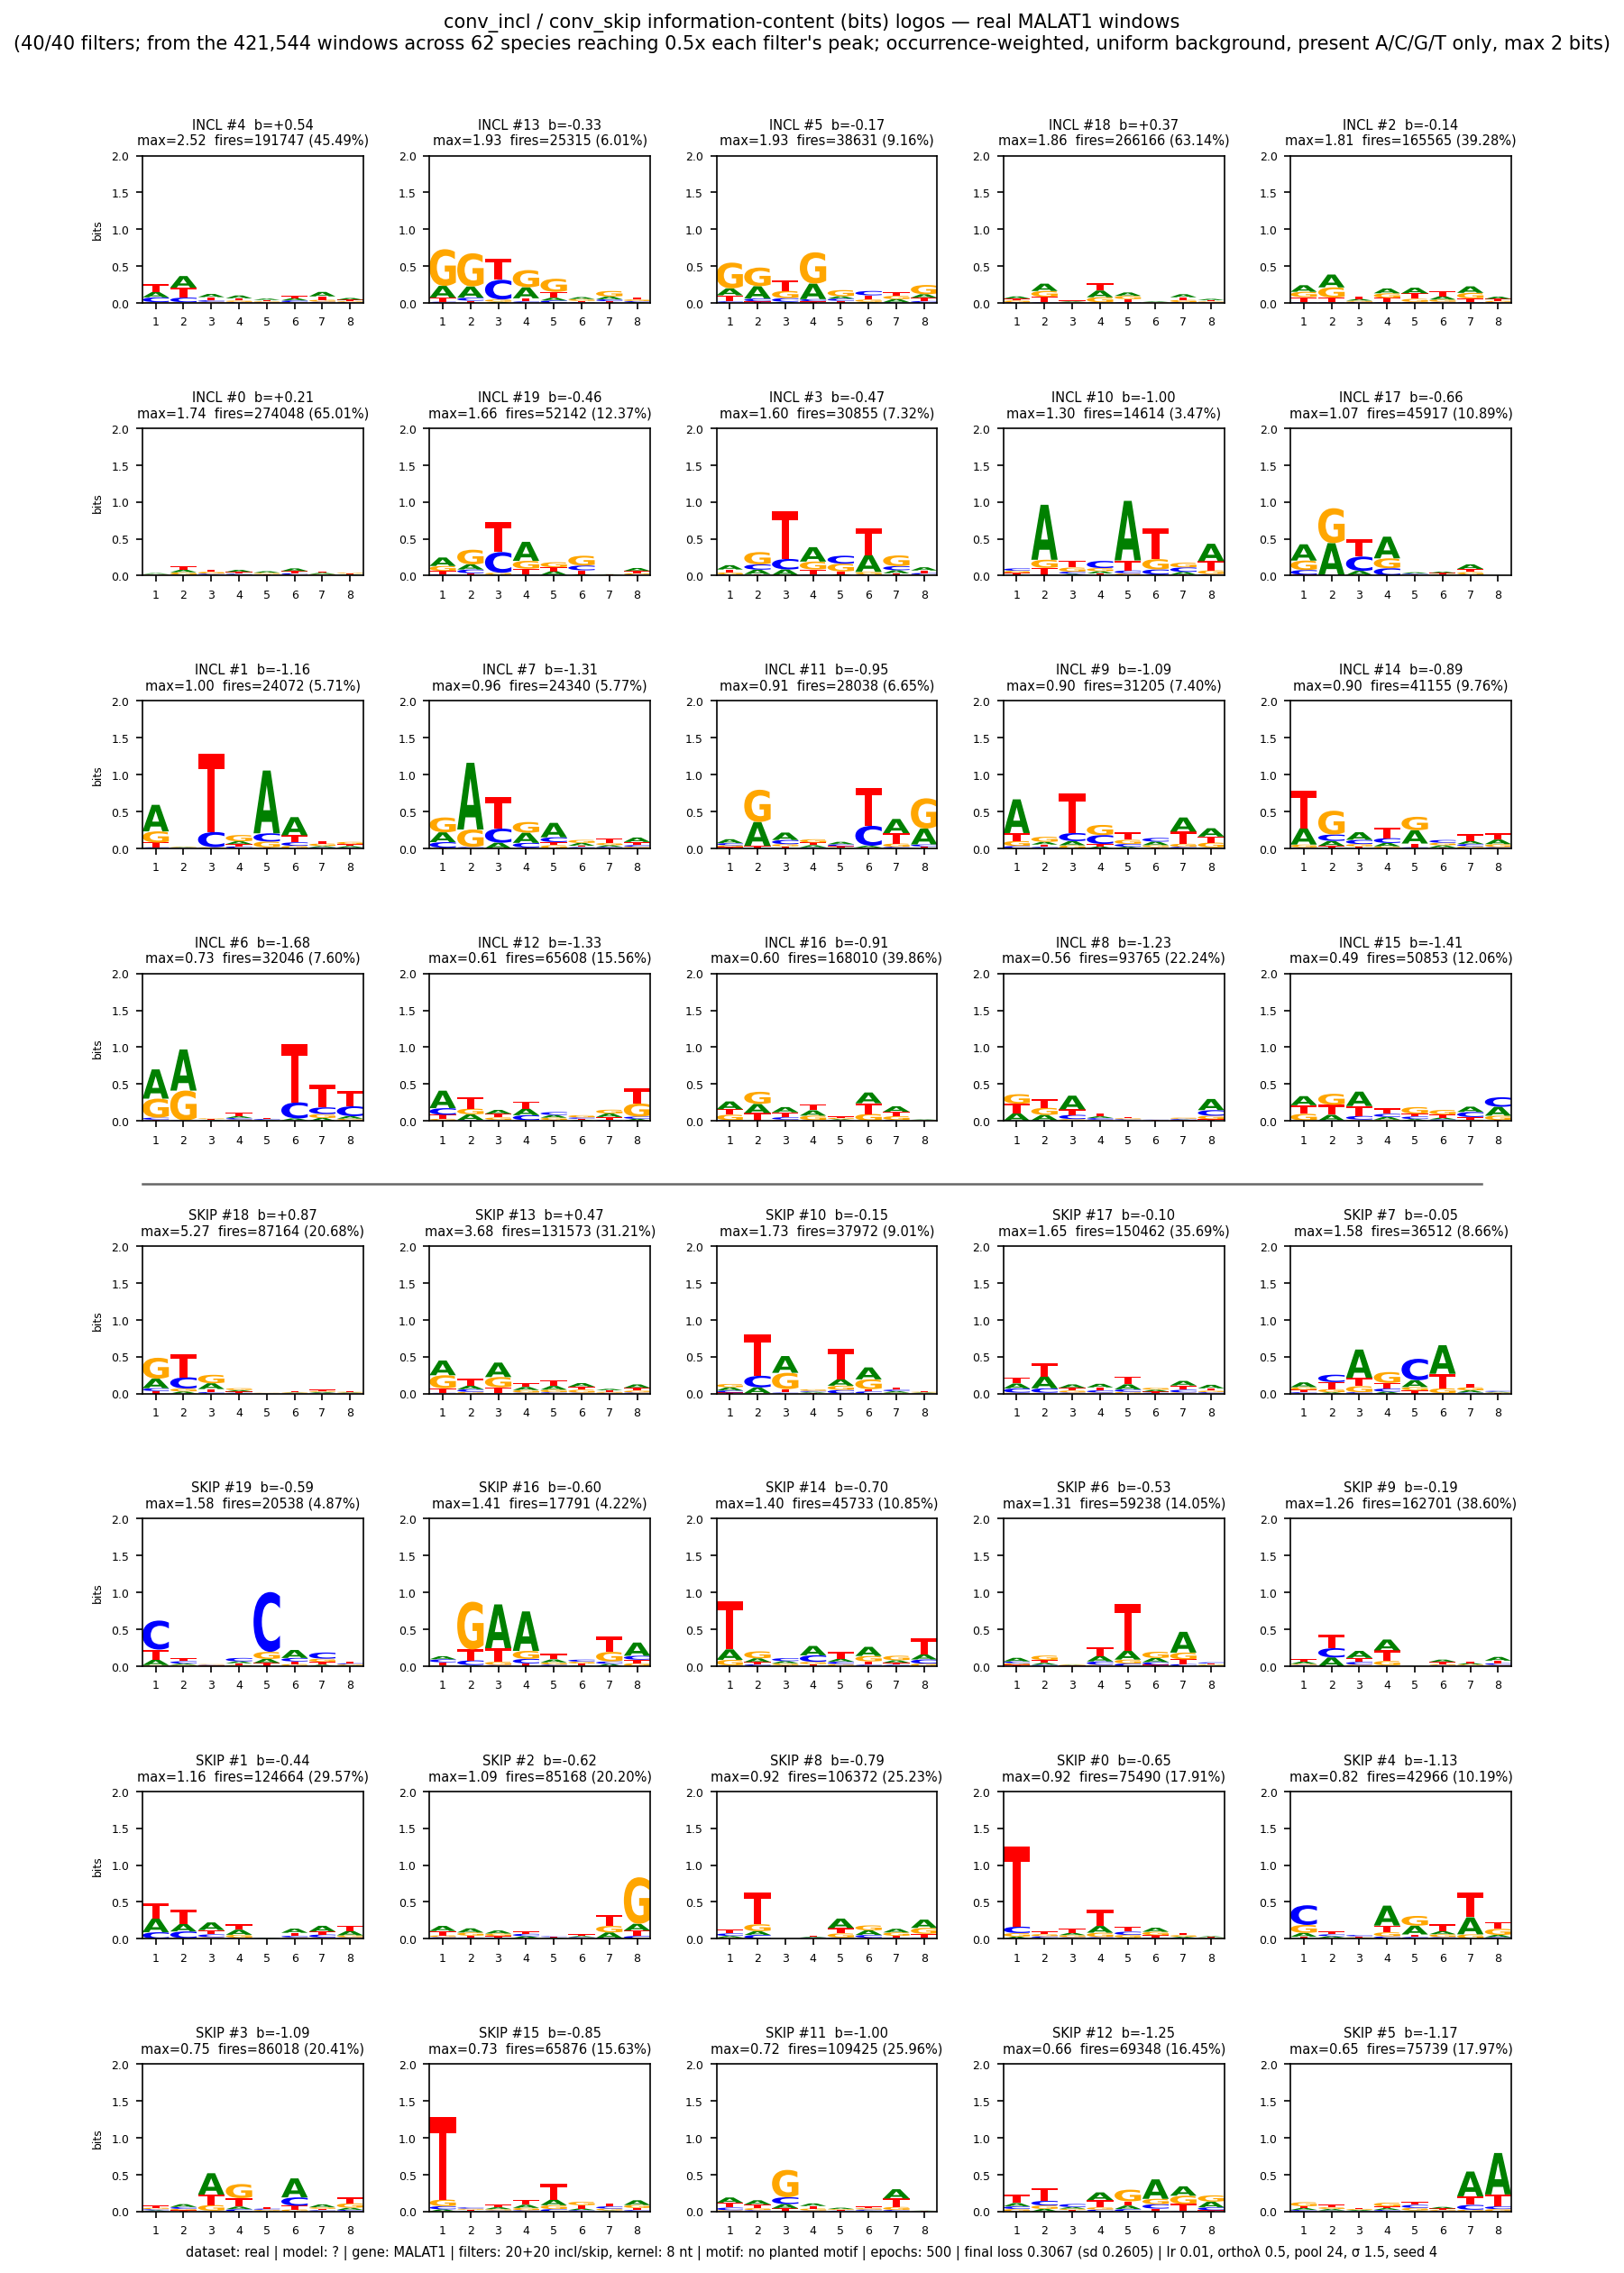 conv_incl / conv_skip information-content (bits) logos — real MALAT1 windows
(40/40 filters; from the 421,544 windows across 62 species reaching 0.5x each filter's peak; occurrence-weighted, uniform background, present A/C/G/T only, max 2 bits)
INCL #4 b=+0.54
max=2.52 fires=191747 (45.49%)
INCL #13 b=-0.33
max=1.93 fires=25315 (6.01%)
INCL #5 b=-0.17
max=1.93 fires=38631 (9.16%)
INCL #18 b=+0.37
max=1.86 fires=266166 (63.14%)
INCL #2 b=-0.14
max=1.81 fires=165565 (39.28%)
INCL #0 b=+0.21
max=1.74 fires=274048 (65.01%)
INCL #19 b=-0.46
max=1.66 fires=52142 (12.37%)
INCL #3 b=-0.47
max=1.60 fires=30855 (7.32%)
INCL #10 b=-1.00
max=1.30 fires=14614 (3.47%)
INCL #17 b=-0.66
max=1.07 fires=45917 (10.89%)
INCL #1 b=-1.16
max=1.00 fires=24072 (5.71%)
INCL #7 b=-1.31
max=0.96 fires=24340 (5.77%)
INCL #11 b=-0.95
max=0.91 fires=28038 (6.65%)
INCL #9 b=-1.09
max=0.90 fires=31205 (7.40%)
INCL #14 b=-0.89
max=0.90 fires=41155 (9.76%)
INCL #6 b=-1.68
max=0.73 fires=32046 (7.60%)
INCL #12 b=-1.33
max=0.61 fires=65608 (15.56%)
INCL #16 b=-0.91
max=0.60 fires=168010 (39.86%)
INCL #8 b=-1.23
max=0.56 fires=93765 (22.24%)
INCL #15 b=-1.41
max=0.49 fires=50853 (12.06%)
SKIP #18 b=+0.87
max=5.27 fires=87164 (20.68%)
SKIP #13 b=+0.47
max=3.68 fires=131573 (31.21%)
SKIP #10 b=-0.15
max=1.73 fires=37972 (9.01%)
SKIP #17 b=-0.10
max=1.65 fires=150462 (35.69%)
SKIP #7 b=-0.05
max=1.58 fires=36512 (8.66%)
SKIP #19 b=-0.59
max=1.58 fires=20538 (4.87%)
SKIP #16 b=-0.60
max=1.41 fires=17791 (4.22%)
SKIP #14 b=-0.70
max=1.40 fires=45733 (10.85%)
SKIP #6 b=-0.53
max=1.31 fires=59238 (14.05%)
SKIP #9 b=-0.19
max=1.26 fires=162701 (38.60%)
SKIP #1 b=-0.44
max=1.16 fires=124664 (29.57%)
SKIP #2 b=-0.62
max=1.09 fires=85168 (20.20%)
SKIP #8 b=-0.79
max=0.92 fires=106372 (25.23%)
SKIP #0 b=-0.65
max=0.92 fires=75490 (17.91%)
SKIP #4 b=-1.13
max=0.82 fires=42966 (10.19%)
SKIP #3 b=-1.09
max=0.75 fires=86018 (20.41%)
SKIP #15 b=-0.85
max=0.73 fires=65876 (15.63%)
SKIP #11 b=-1.00
max=0.72 fires=109425 (25.96%)
SKIP #12 b=-1.25
max=0.66 fires=69348 (16.45%)
SKIP #5 b=-1.17
max=0.65 fires=75739 (17.97%)
dataset: real | model: ? | gene: MALAT1 | filters: 20+20 incl/skip, kernel: 8 nt | motif: no planted motif | epochs: 500 | final loss 0.3067 (sd 0.2605) | lr 0.01, orthoλ 0.5, pool 24, σ 1.5, seed 4